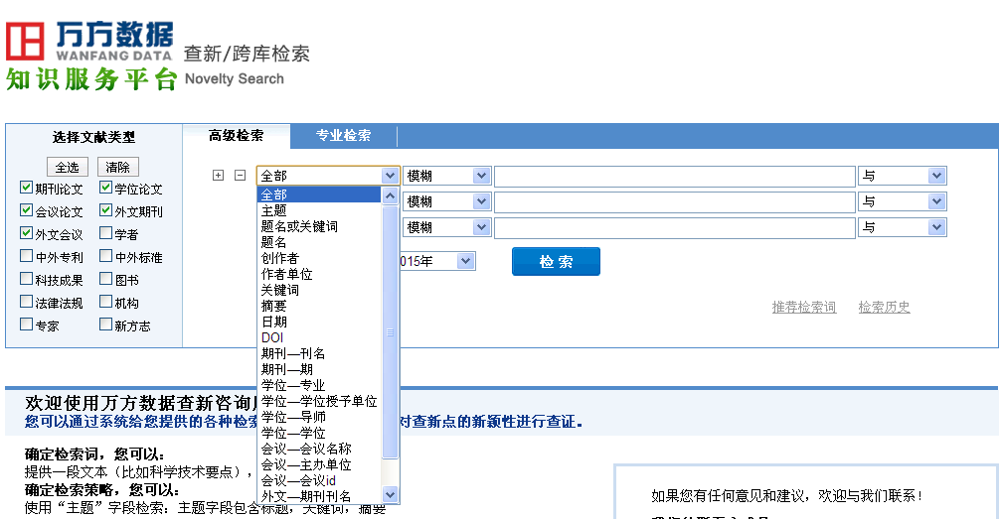 万方数据
WANFANG DATA
知识服务平台
查新/跨库检索
Novelty Search
选择文献类型
全选 清除
期刊论文 学位论文
会议论文 外文期刊
外文会议 学者
中外专利 中外标准
科技成果 图书
法律法规 机构
专家 新方志
高级检索 专业检索
全部 模糊 与
模糊 与
模糊 与
015年 检索
全部
主题
题名或关键词
题名
创作者
作者单位
关键词
摘要
日期
DOI
期刊—刊名
期刊—期
学位—专业
学位—学位授予单位
学位—导师
学位—学位
会议—会议名称
会议—主办单位
会议—会议id
外文—期刊刊名
推荐检索词 检索历史
欢迎使用万方数据查新咨询
您可以通过系统给您提供的各种检索 对查新点的新颖性进行查证。
确定检索词，您可以：
提供一段文本（比如科学技术要点），
确定检索策略，您可以：
使用“主题”字段检索：主题字段包含标题，关键词，摘要
如果您有任何意见和建议，欢迎与我们联系！